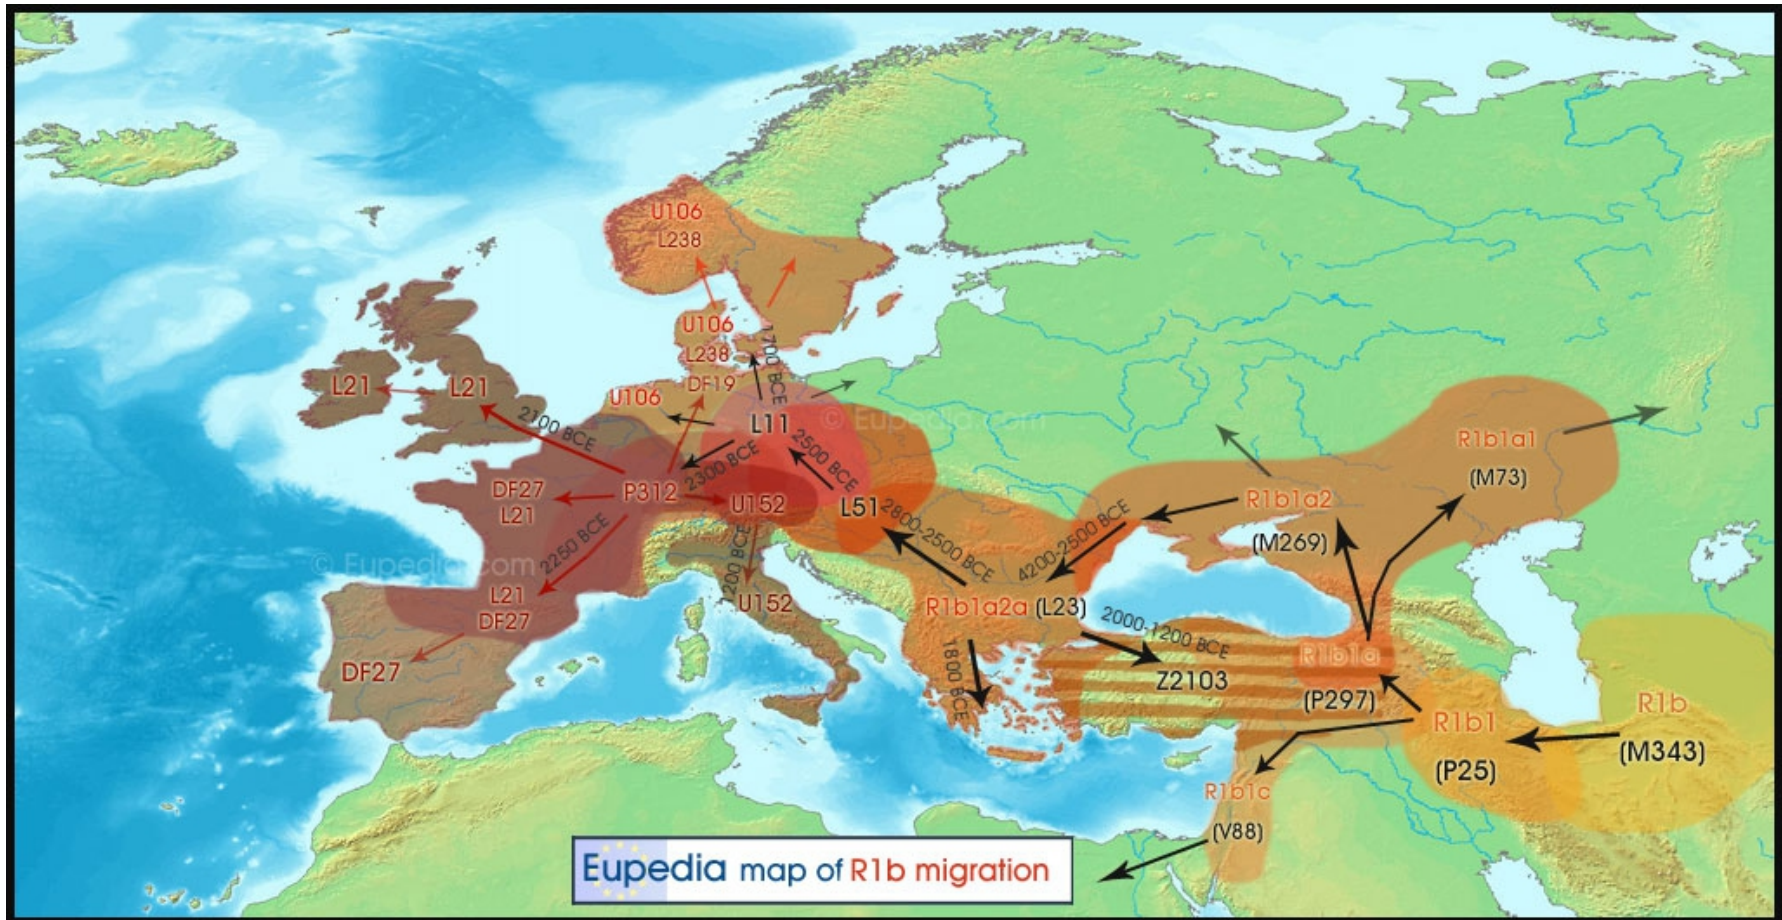 U106
L238
U106
L238
DF19
U106
1700 BCE
L11
© Eupedia.com
L21
L21
2100 BCE
2300 BCE
2500 BCE
R1b1a1
(M73)
DF27
L21
P312
U152
L51
R1b1a2
(M269)
2250 BCE
1200 BCE
2800-2500 BCE
4200-2500 BCE
© Eupedia.com
L21
DF27
U152
R1b1a2a (L23)
2000-1200 BCE
1800 BCE
DF27
Z2103
R1b1a
(P297)
R1b1
(P25)
R1b
(M343)
R1b1c
(V88)
Eupedia map of R1b migration